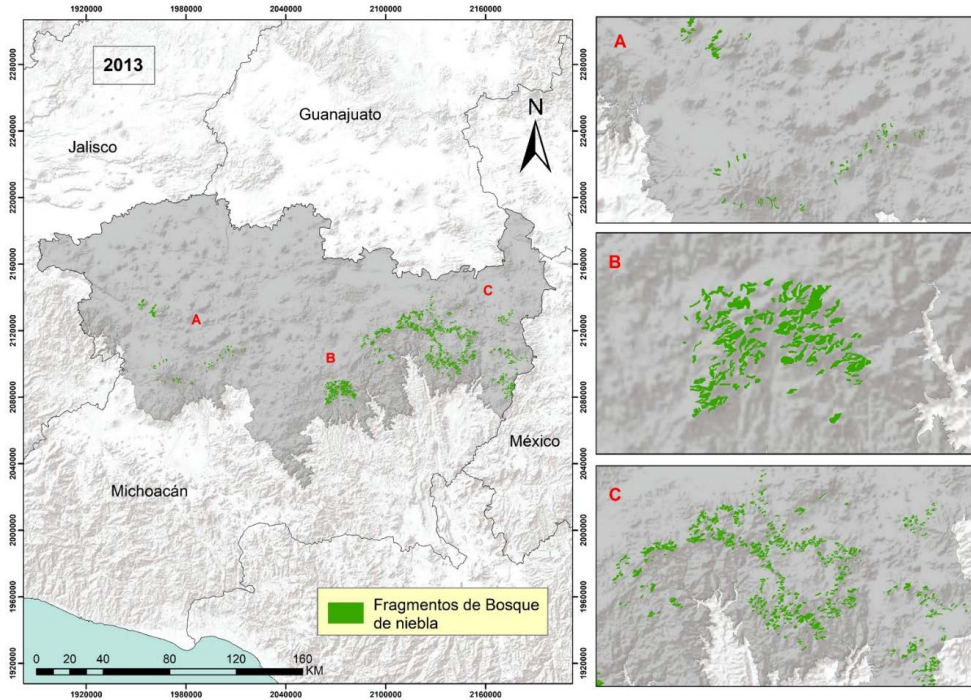 1920000 1980000 2040000 2100000 2160000
2013
Guanajuato
Jalisco
N
A
B
C
México
Michoacán
Fragmentos de Bosque
de niebla
0 10 20 40 80 120 160
KM
1920000 1980000 2040000 2100000 2160000
2280000
2240000
2200000
2160000
2120000
2080000
2040000
2000000
1960000
1920000
2280000
2240000
2200000
2160000
2120000
2080000
2040000
2000000
1960000
1920000
A
B
C